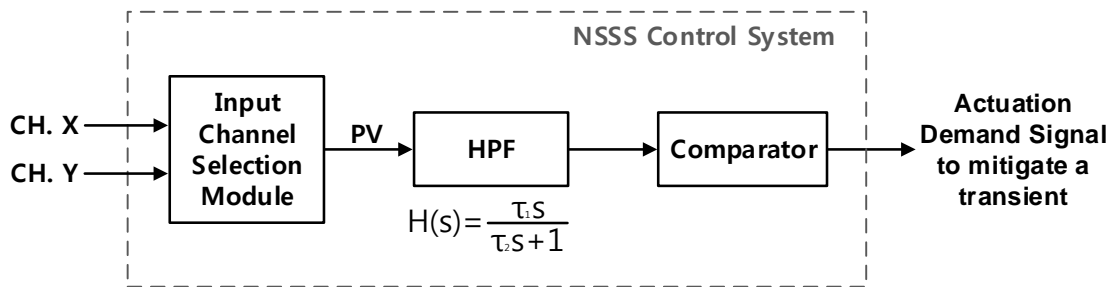 NSSS Control System
CH. X
CH. Y
Input
Channel
Selection
Module
PV
HPF
H(s)=τ₁s/τ₂s+1
Comparator
Actuation
Demand Signal
to mitigate a
transient